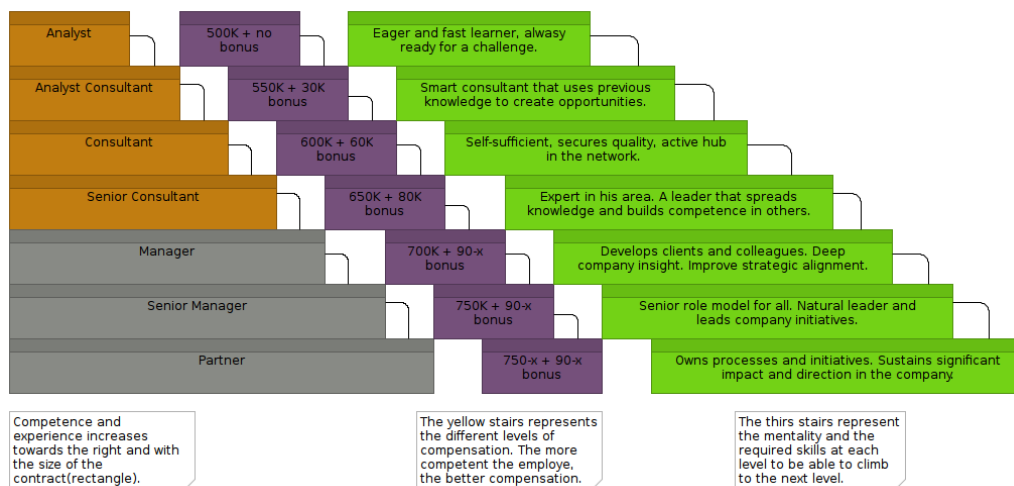 Analyst
500K + no
bonus
Eager and fast learner, alwasy
ready for a challenge.
Analyst Consultant
550K + 30K
bonus
Smart consultant that uses previous
knowledge to create opportunities.
Consultant
600K + 60K
bonus
Self-sufficient, secures quality, active hub
in the network.
Senior Consultant
650K + 80K
bonus
Expert in his area. A leader that spreads
knowledge and builds competence in others.
Manager
700K + 90-x
bonus
Develops clients and colleagues. Deep
company insight. Improve strategic alignment.
Senior Manager
750K + 90-x
bonus
Senior role model for all. Natural leader and
leads company initiatives.
Partner
750-x + 90-x
bonus
Owns processes and initiatives. Sustains significant
impact and direction in the company.
Competence and
experience increases
towards the right and with
the size of the
contract(rectangle).
The yellow stairs represents
the different levels of
compensation. The more
competent the employe,
the better compensation.
The thirs stairs represent
the mentality and the
required skills at each
level to be able to climb
to the next level.